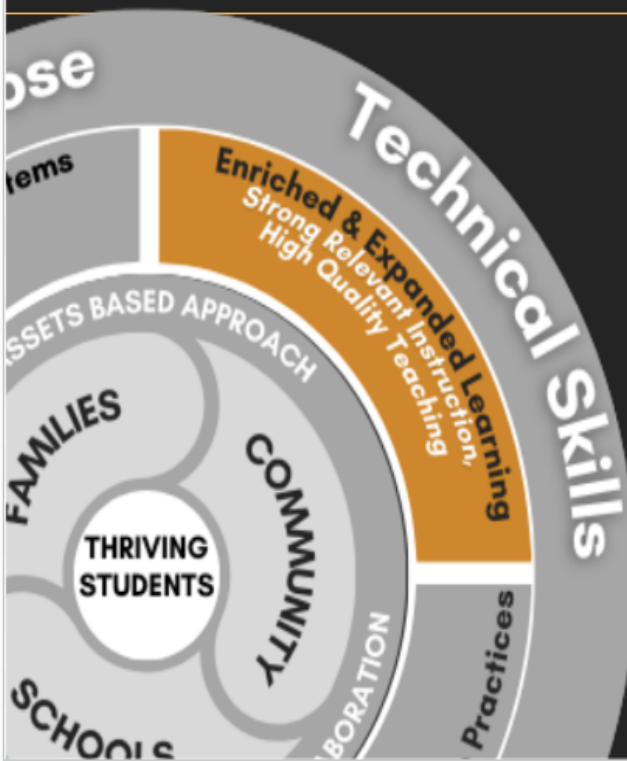 ose
Technical Skills
tems
Enriched & Expanded Learning
Strong Relevant Instruction,
High Quality Teaching
ASSETS BASED APPROACH
FAMILIES
COMMUNITY
THRIVING
STUDENTS
SCHOOLS
BORATION
Practices